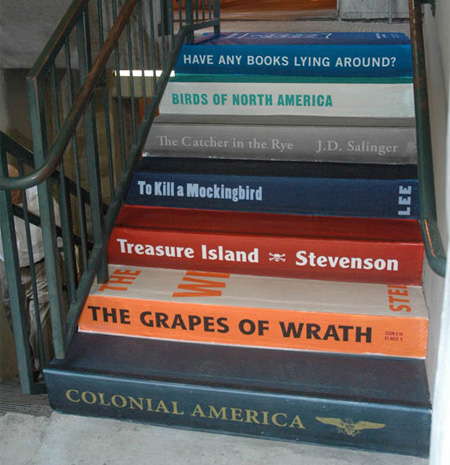 HAVE ANY BOOKS LYING AROUND?
BIRDS OF NORTH AMERICA
The Catcher in the Rye J.D. Salinger
To Kill a Mockingbird LEE
Treasure Island Stevenson
THE
THE GRAPES OF WRATH
COLONIAL AMERICA